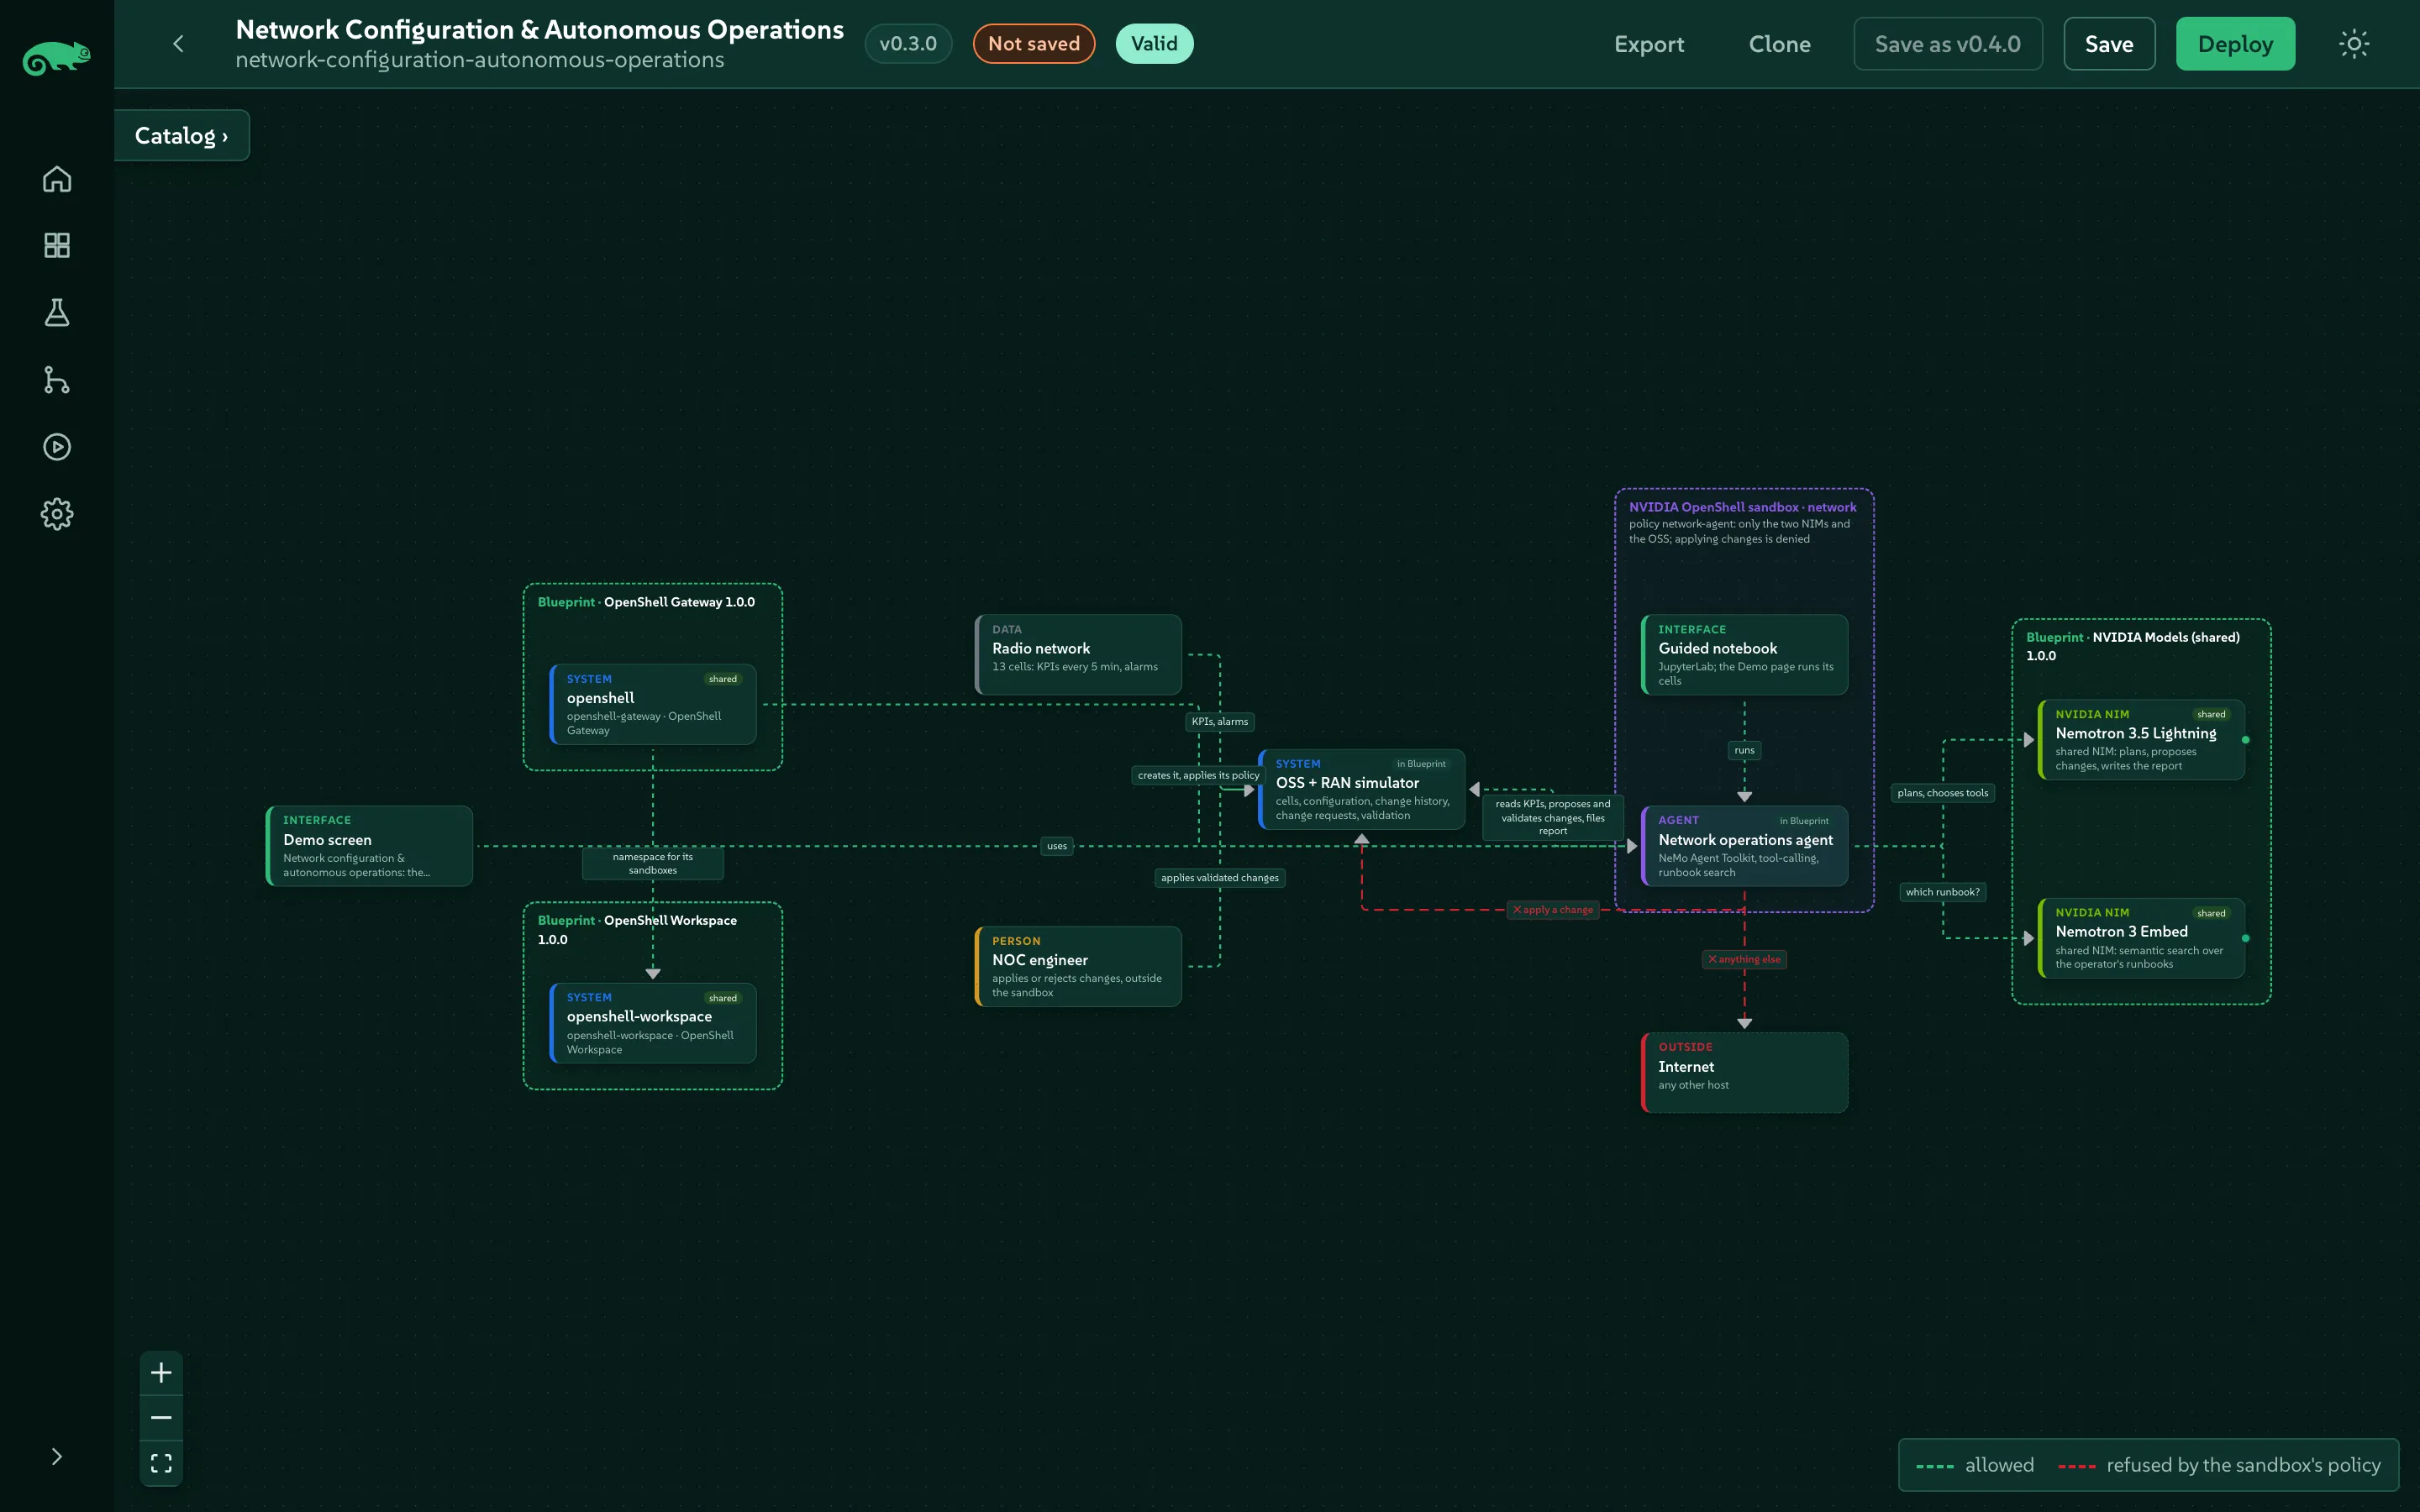 Network Configuration & Autonomous Operations
network-configuration-autonomous-operations
v0.3.0
Not saved
Valid
Export
Clone
Save as v0.4.0
Save
Deploy
Catalog ›
INTERFACE
Demo screen
Network configuration &
autonomous operations: the...
Blueprint · OpenShell Gateway 1.0.0
SYSTEM
shared
openshell
openshell-gateway · OpenShell
Gateway
namespace for its
sandboxes
Blueprint · OpenShell Workspace
1.0.0
SYSTEM
shared
openshell-workspace
openshell-workspace · OpenShell
Workspace
DATA
Radio network
13 cells: KPIs every 5 min, alarms
KPIs, alarms
creates it, applies its policy
uses
applies validated changes
PERSON
NOC engineer
applies or rejects changes, outside
the sandbox
SYSTEM
in Blueprint
OSS + RAN simulator
cells, configuration, change history,
change requests, validation
reads KPIs, proposes and
validates changes, files
report
✕ apply a change
NVIDIA OpenShell sandbox · network
policy network-agent: only the two NIMs and
the OSS; applying changes is denied
INTERFACE
Guided notebook
JupyterLab; the Demo page runs its
cells
runs
AGENT
in Blueprint
Network operations agent
NeMo Agent Toolkit, tool-calling,
runbook search
✕ anything else
OUTSIDE
Internet
any other host
plans, chooses tools
which runbook?
Blueprint · NVIDIA Models (shared)
1.0.0
NVIDIA NIM
shared
Nemotron 3.5 Lightning
shared NIM: plans, proposes
changes, writes the report
NVIDIA NIM
shared
Nemotron 3 Embed
shared NIM: semantic search over
the operator's runbooks
allowed
refused by the sandbox's policy